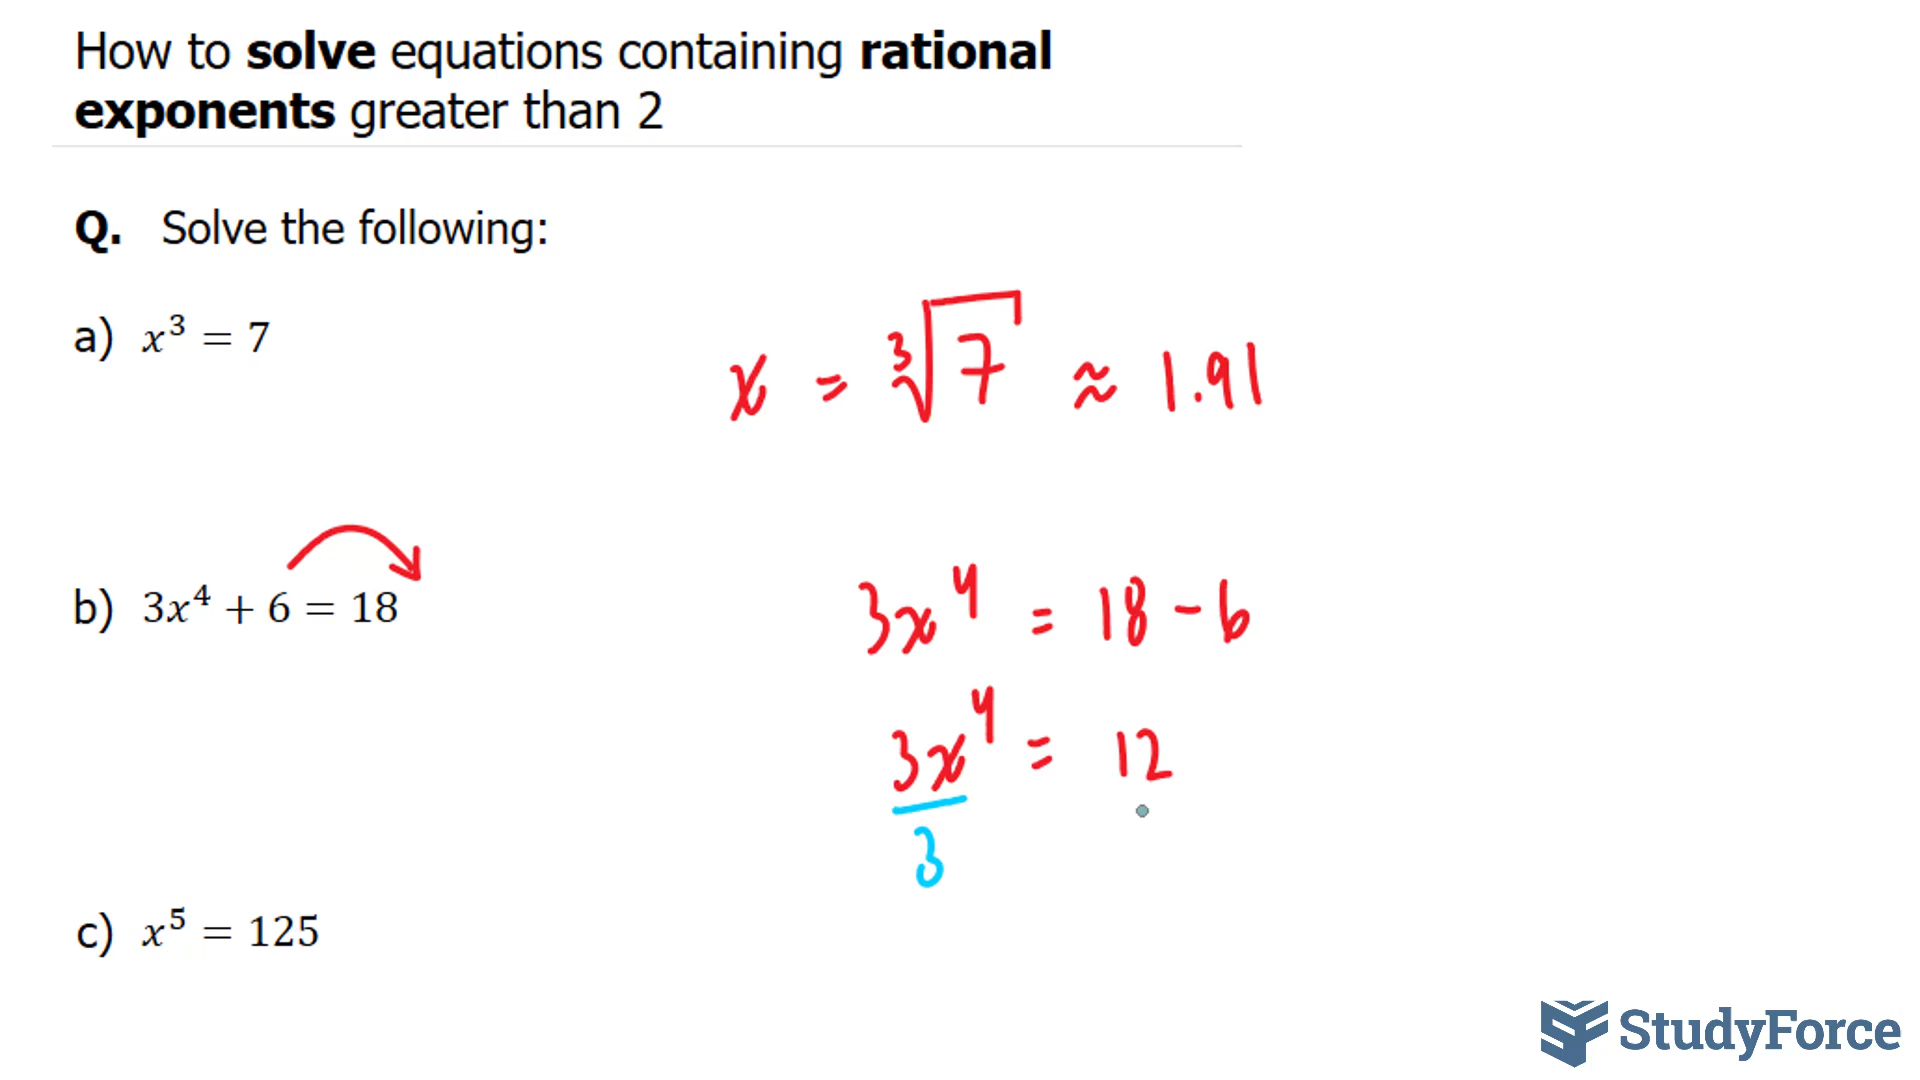 How to solve equations containing rational
exponents greater than 2
Q. Solve the following:
a) x³ = 7
x = ∛7 ≈ 1.91
b) 3x⁴ + 6 = 18
3x⁴ = 18 - 6
3x⁴ = 12
3
c) x⁵ = 125
StudyForce